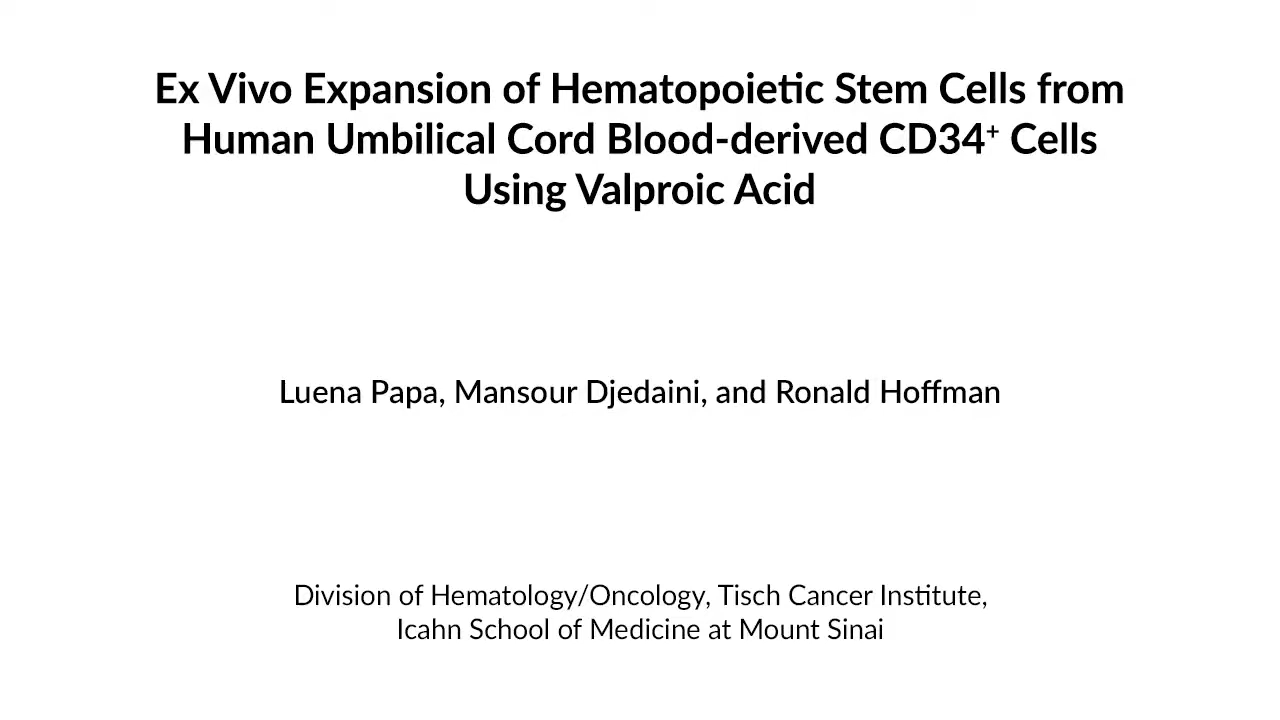 Ex Vivo Expansion of Hematopoietic Stem Cells from
Human Umbilical Cord Blood-derived CD34⁺ Cells
Using Valproic Acid
Luena Papa, Mansour Djedaini, and Ronald Hoffman
Division of Hematology/Oncology, Tisch Cancer Institute,
Icahn School of Medicine at Mount Sinai